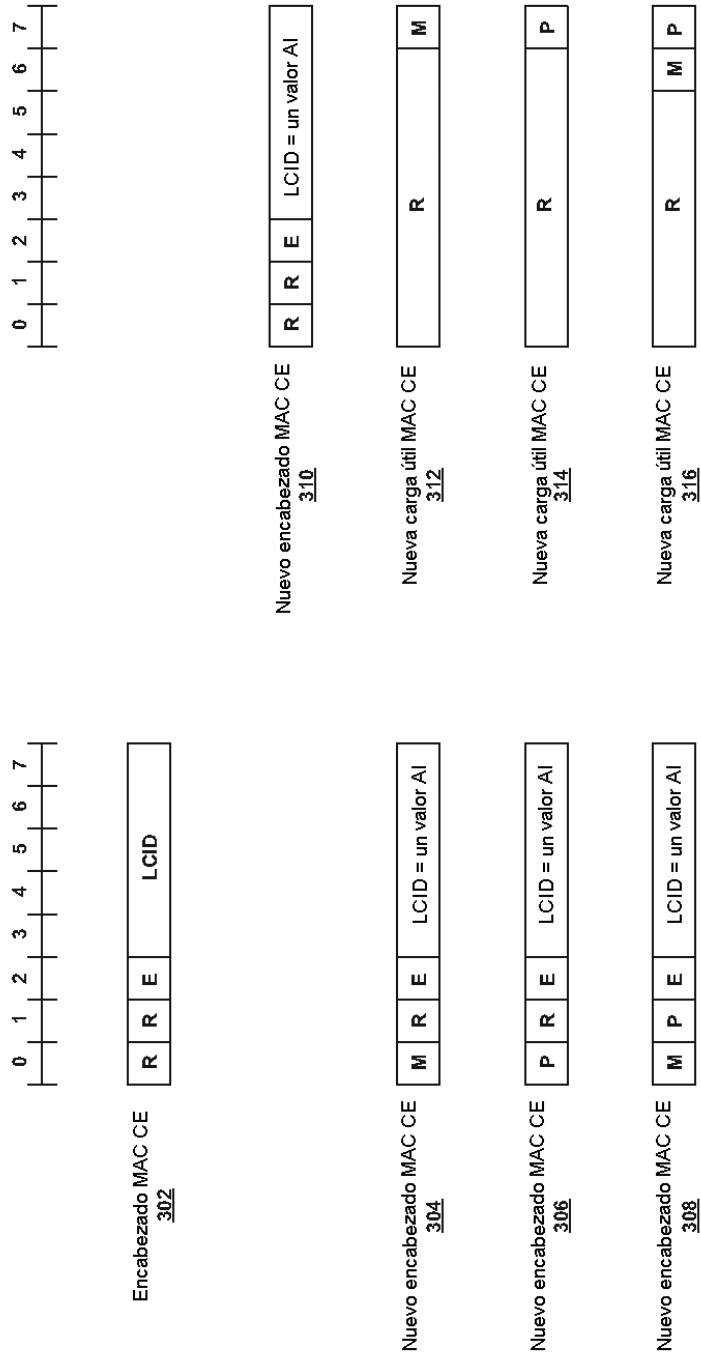 0 1 2 3 4 5 6 7
Encabezado MAC CE
302
R R E LCID
Nuevo encabezado MAC CE
304
M R E LCID = un valor AI
Nuevo encabezado MAC CE
306
P R E LCID = un valor AI
Nuevo encabezado MAC CE
308
M P E LCID = un valor AI
0 1 2 3 4 5 6 7
Nuevo encabezado MAC CE
310
R R E LCID = un valor AI
Nueva carga útil MAC CE
312
R M
Nueva carga útil MAC CE
314
R P
Nueva carga útil MAC CE
316
R M P